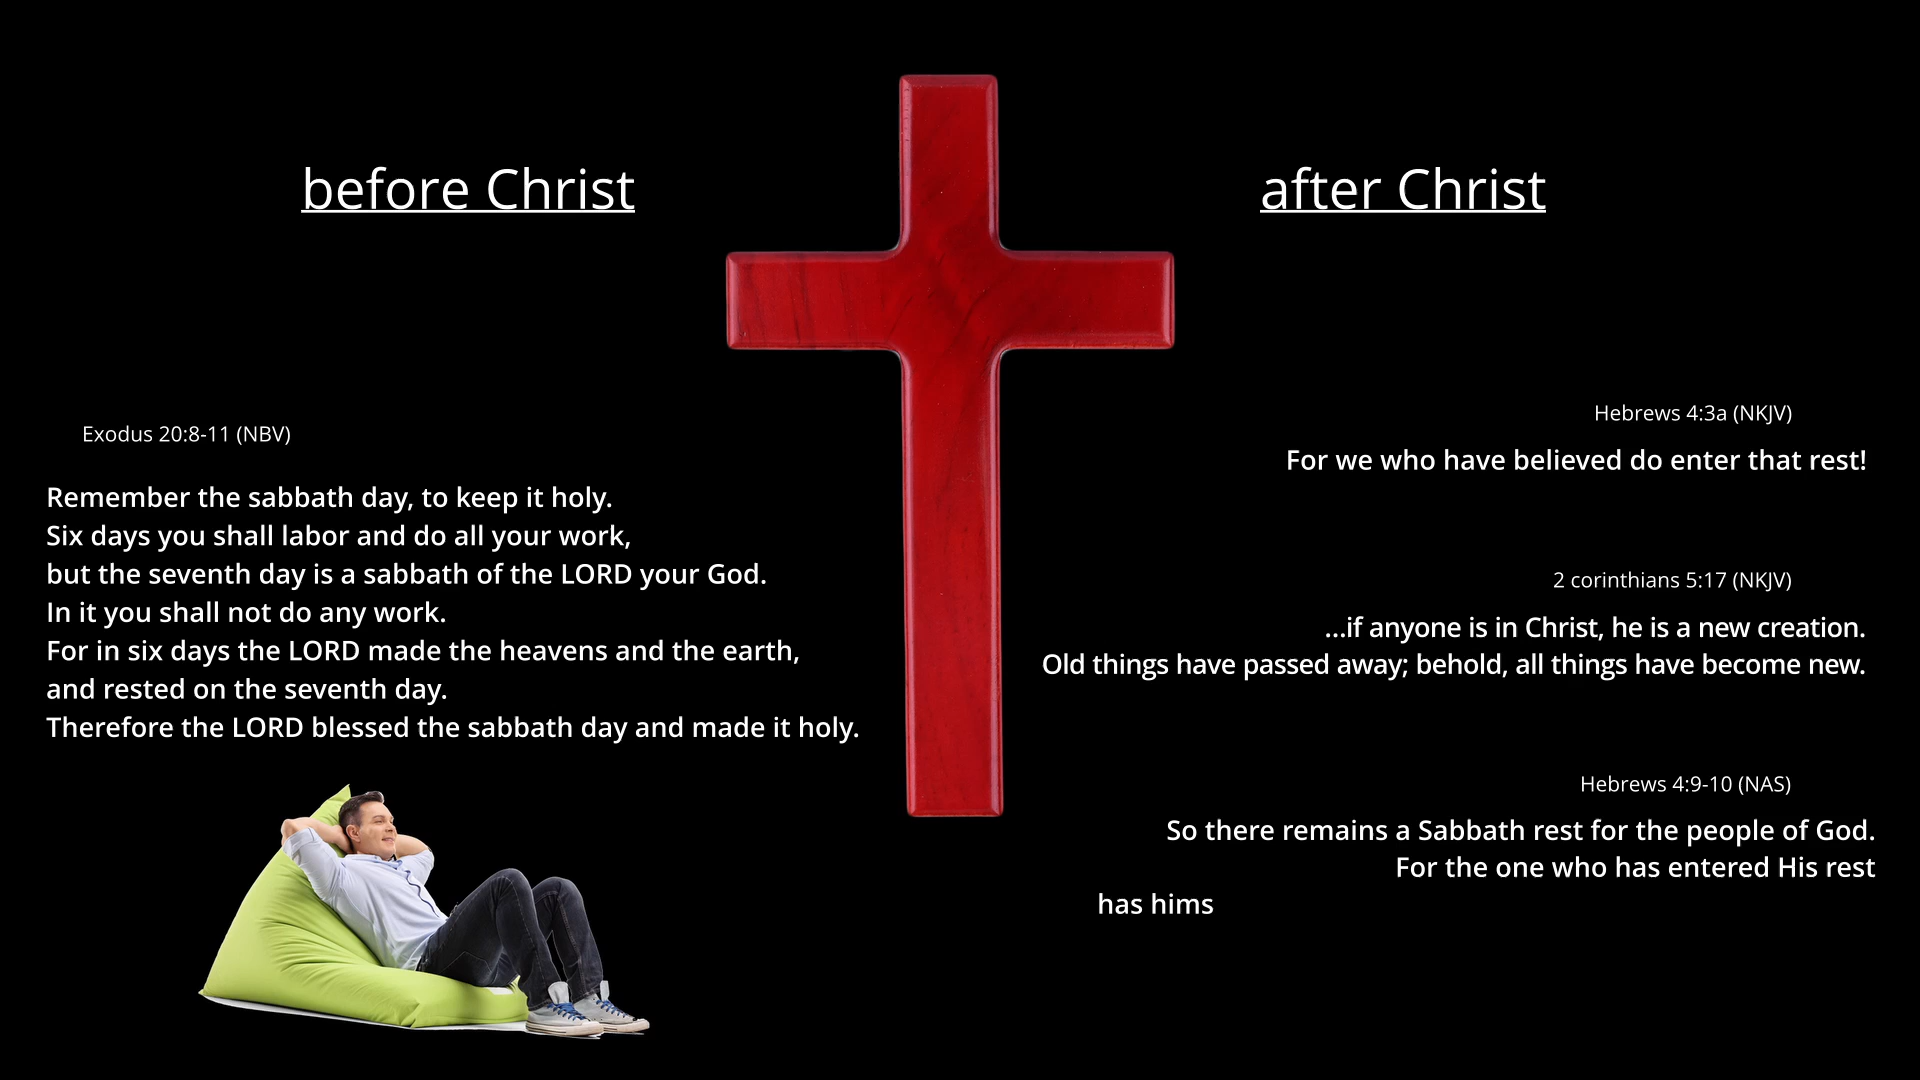 before Christ
after Christ
Exodus 20:8-11 (NBV)
Remember the sabbath day, to keep it holy.
Six days you shall labor and do all your work,
but the seventh day is a sabbath of the LORD your God.
In it you shall not do any work.
For in six days the LORD made the heavens and the earth,
and rested on the seventh day.
Therefore the LORD blessed the sabbath day and made it holy.
Hebrews 4:3a (NKJV)
For we who have believed do enter that rest!
2 corinthians 5:17 (NKJV)
...if anyone is in Christ, he is a new creation.
Old things have passed away; behold, all things have become new.
Hebrews 4:9-10 (NAS)
So there remains a Sabbath rest for the people of God.
For the one who has entered His rest
has hims